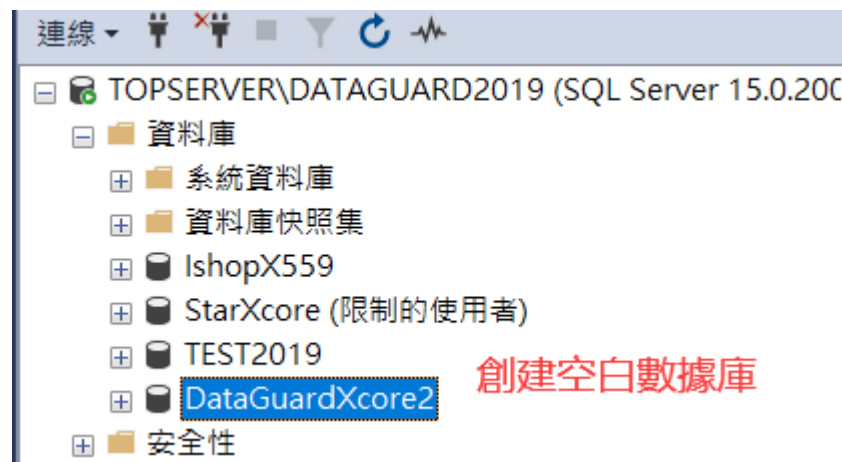 連線
TOPSERVER\DATAGUARD2019 (SQL Server 15.0.200
資料庫
系統資料庫
資料庫快照集
IshopX559
StarXcore (限制的使用者)
TEST2019
DataGuardXcore2
創建空白數據庫
安全性